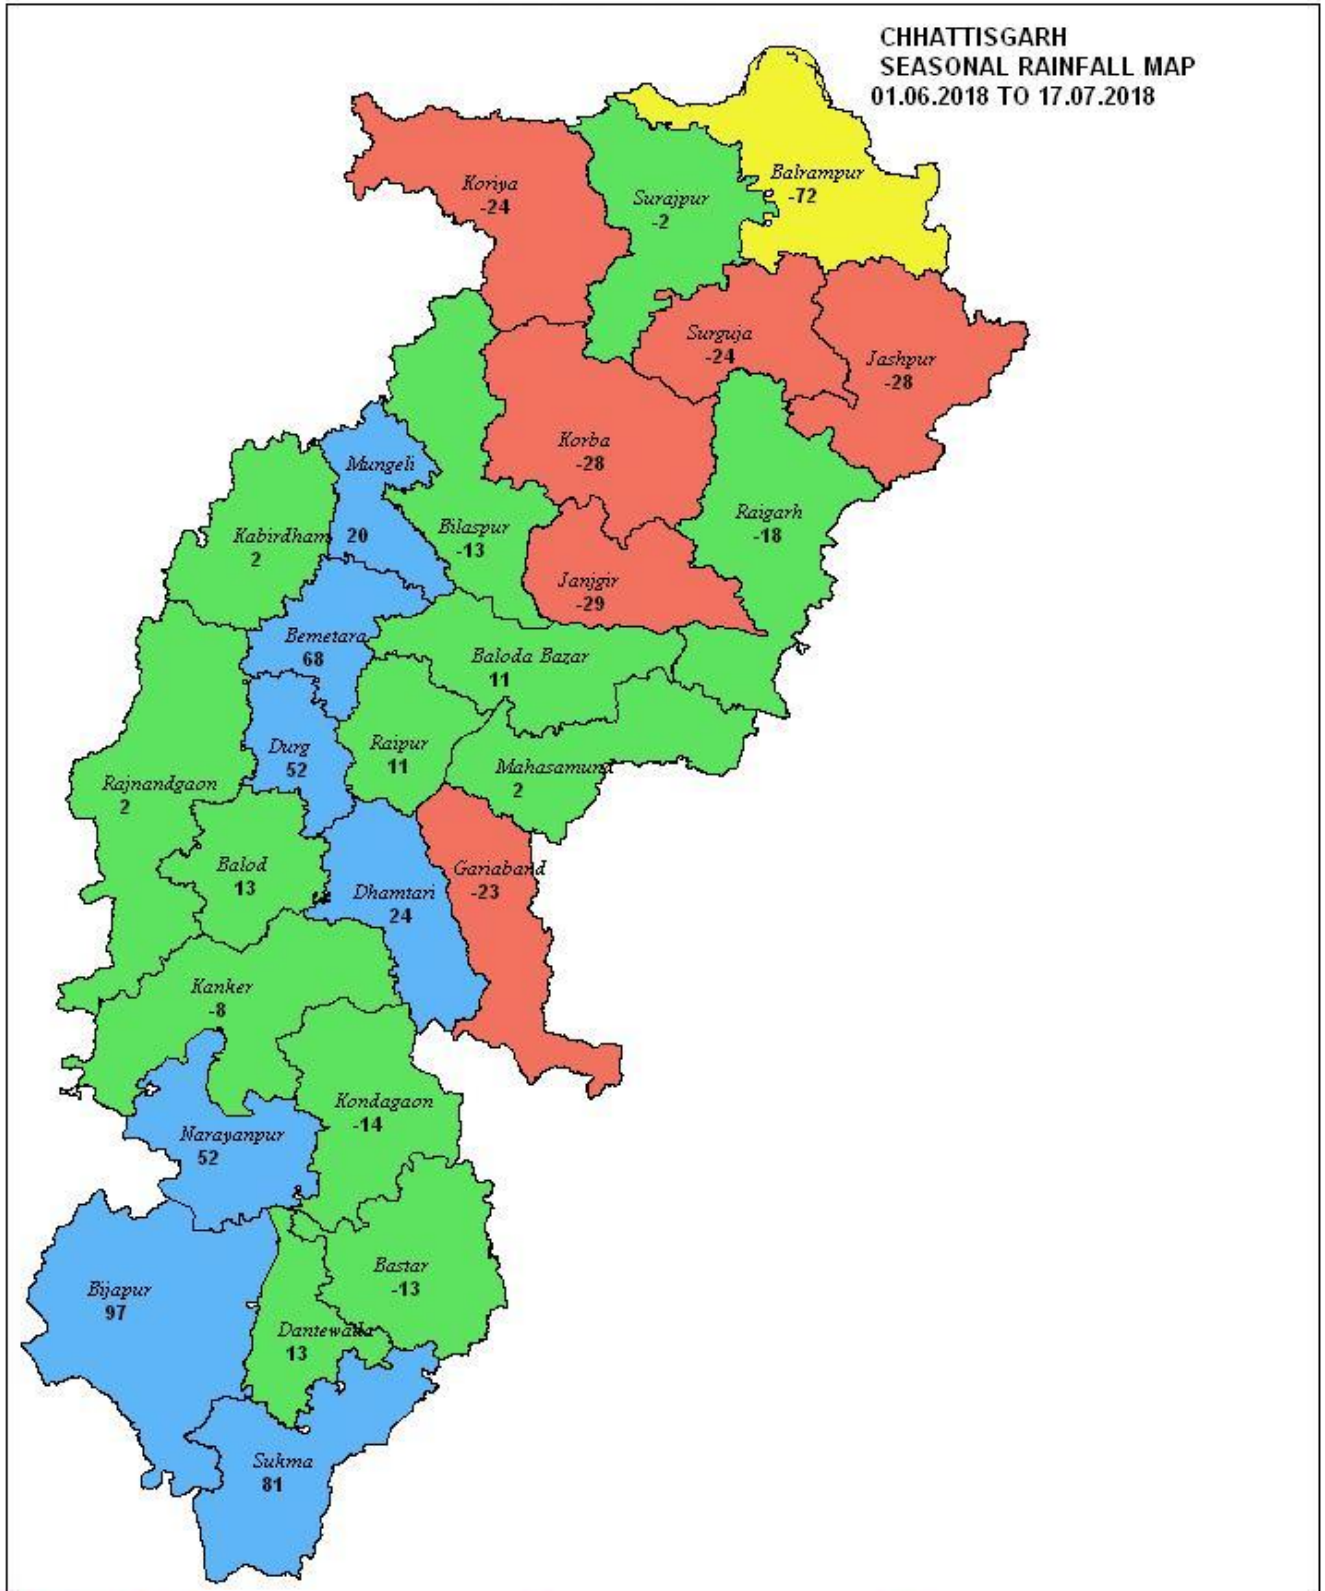 CHHATTISGARH
SEASONAL RAINFALL MAP
01.06.2018 TO 17.07.2018
Balrampur
-72
Koriya
-24
Surajpur
-2
Surguja
-24
Jashpur
-28
Korba
-28
Mungeli
20
Kabirdham
2
Bilaspur
-13
Raigarh
-18
Janjgir
-29
Bemetara
68
Baloda Bazar
11
Durg
52
Raipur
11
Mahasamund
2
Rajnandgaon
2
Balod
13
Dhamtari
24
Gariaband
-23
Kanker
-8
Kondagaon
-14
Narayanpur
52
Bastar
-13
Bijapur
97
Dantewada
13
Sukma
81